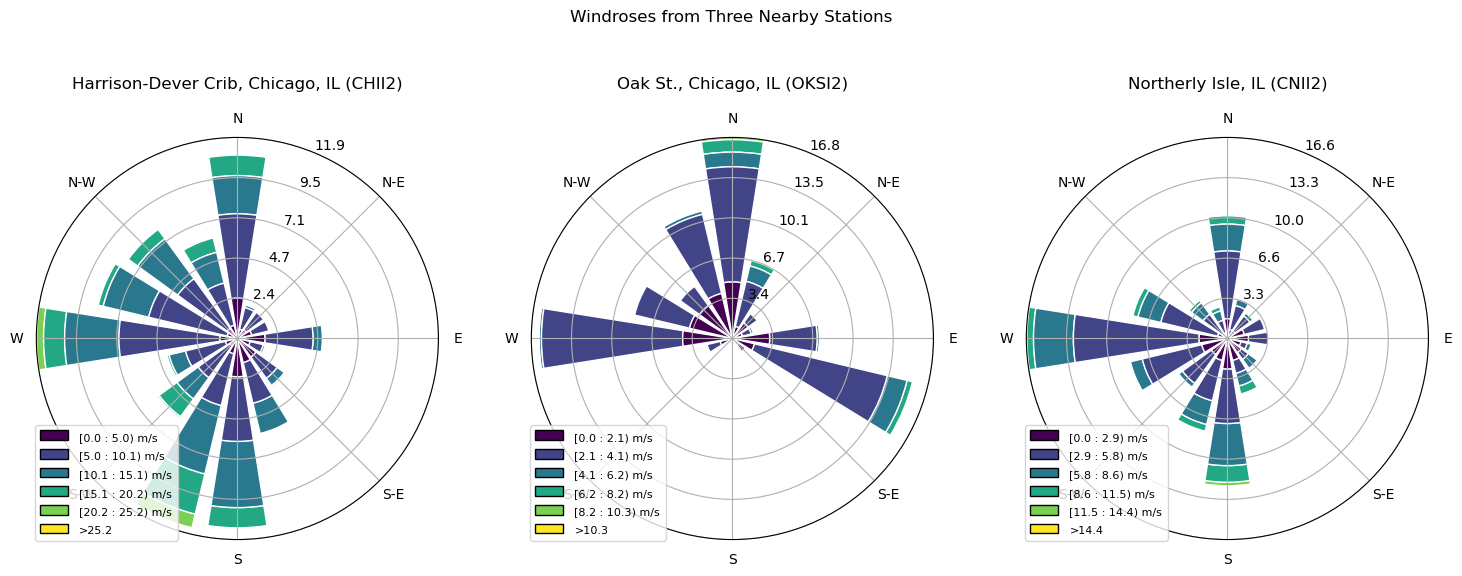 Windroses from Three Nearby Stations
Harrison-Dever Crib, Chicago, IL (CHII2)
N
11.9
9.5
7.1
4.7
2.4
N-W
N-E
W
E
S-E
S
[0.0 : 5.0) m/s
[5.0 : 10.1) m/s
[10.1 : 15.1) m/s
[15.1 : 20.2) m/s
[20.2 : 25.2) m/s
>25.2
Oak St., Chicago, IL (OKSI2)
N
16.8
13.5
10.1
6.7
3.4
N-W
N-E
W
E
S-E
S
[0.0 : 2.1) m/s
[2.1 : 4.1) m/s
[4.1 : 6.2) m/s
[6.2 : 8.2) m/s
[8.2 : 10.3) m/s
>10.3
Northerly Isle, IL (CNII2)
N
16.6
13.3
10.0
6.6
3.3
N-W
N-E
W
E
S-E
S
[0.0 : 2.9) m/s
[2.9 : 5.8) m/s
[5.8 : 8.6) m/s
[8.6 : 11.5) m/s
[11.5 : 14.4) m/s
>14.4